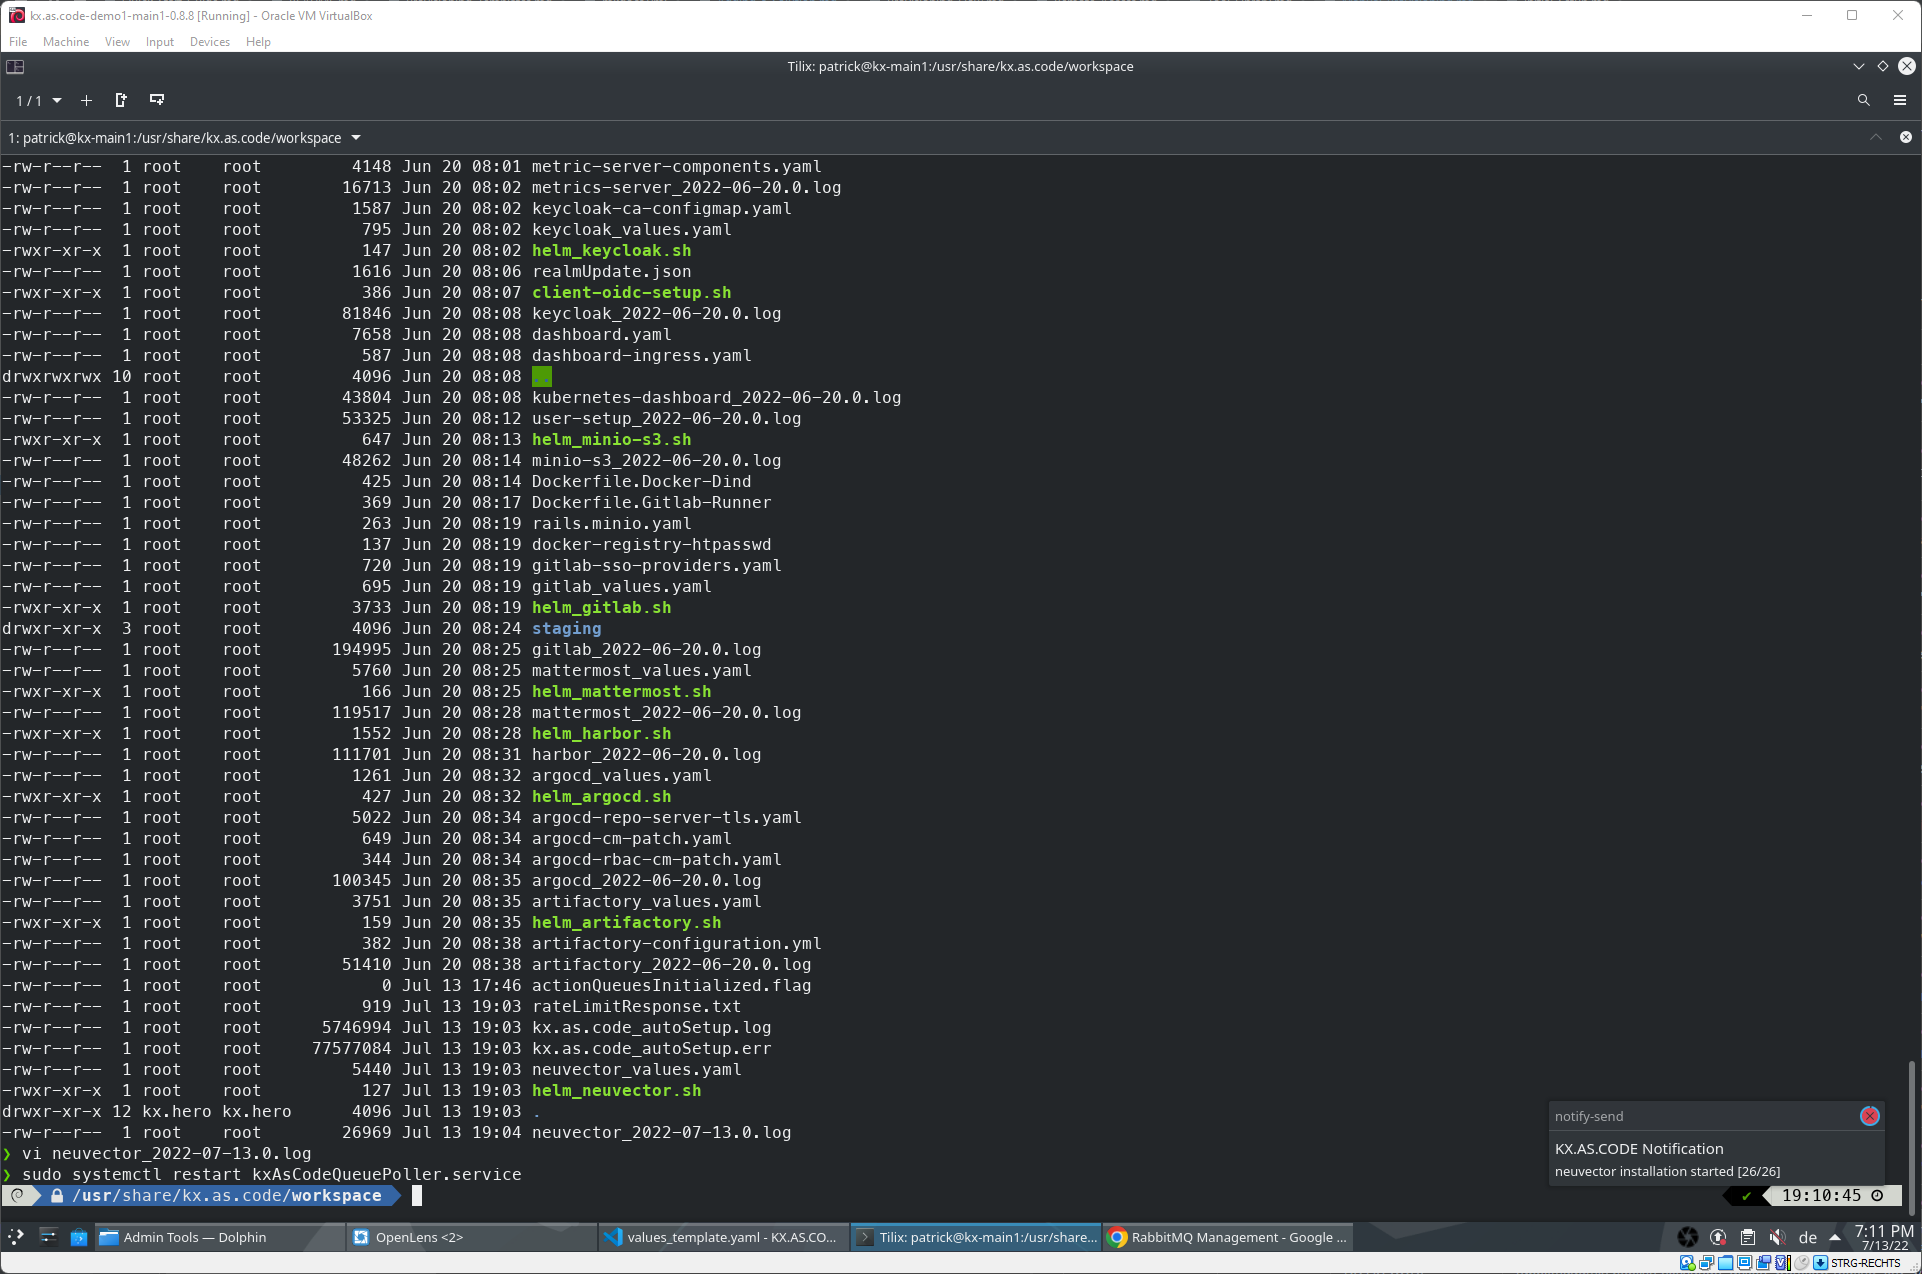 kx.as.code-demo1-main1-0.8.8 [Running] - Oracle VM VirtualBox
File Machine View Input Devices Help
Tilix: patrick@kx-main1:/usr/share/kx.as.code/workspace
1 / 1
1: patrick@kx-main1:/usr/share/kx.as.code/workspace
-rw-r--r-- 1 root root 4148 Jun 20 08:01 metric-server-components.yaml
-rw-r--r-- 1 root root 16713 Jun 20 08:02 metrics-server_2022-06-20.0.log
-rw-r--r-- 1 root root 1587 Jun 20 08:02 keycloak-ca-configmap.yaml
-rw-r--r-- 1 root root 795 Jun 20 08:02 keycloak_values.yaml
-rwxr-xr-x 1 root root 147 Jun 20 08:02 helm_keycloak.sh
-rw-r--r-- 1 root root 1616 Jun 20 08:06 realmUpdate.json
-rwxr-xr-x 1 root root 386 Jun 20 08:07 client-oidc-setup.sh
-rw-r--r-- 1 root root 81846 Jun 20 08:08 keycloak_2022-06-20.0.log
-rw-r--r-- 1 root root 7658 Jun 20 08:08 dashboard.yaml
-rw-r--r-- 1 root root 587 Jun 20 08:08 dashboard-ingress.yaml
drwxrwxrwx 10 root root 4096 Jun 20 08:08 ..
-rw-r--r-- 1 root root 43804 Jun 20 08:08 kubernetes-dashboard_2022-06-20.0.log
-rw-r--r-- 1 root root 53325 Jun 20 08:12 user-setup_2022-06-20.0.log
-rwxr-xr-x 1 root root 647 Jun 20 08:13 helm_minio-s3.sh
-rw-r--r-- 1 root root 48262 Jun 20 08:14 minio-s3_2022-06-20.0.log
-rw-r--r-- 1 root root 425 Jun 20 08:14 Dockerfile.Docker-Dind
-rw-r--r-- 1 root root 369 Jun 20 08:17 Dockerfile.Gitlab-Runner
-rw-r--r-- 1 root root 263 Jun 20 08:19 rails.minio.yaml
-rw-r--r-- 1 root root 137 Jun 20 08:19 docker-registry-htpasswd
-rw-r--r-- 1 root root 720 Jun 20 08:19 gitlab-sso-providers.yaml
-rw-r--r-- 1 root root 695 Jun 20 08:19 gitlab_values.yaml
-rwxr-xr-x 1 root root 3733 Jun 20 08:19 helm_gitlab.sh
drwxr-xr-x 3 root root 4096 Jun 20 08:24 staging
-rw-r--r-- 1 root root 194995 Jun 20 08:25 gitlab_2022-06-20.0.log
-rw-r--r-- 1 root root 5760 Jun 20 08:25 mattermost_values.yaml
-rwxr-xr-x 1 root root 166 Jun 20 08:25 helm_mattermost.sh
-rw-r--r-- 1 root root 119517 Jun 20 08:28 mattermost_2022-06-20.0.log
-rwxr-xr-x 1 root root 1552 Jun 20 08:28 helm_harbor.sh
-rw-r--r-- 1 root root 111701 Jun 20 08:31 harbor_2022-06-20.0.log
-rw-r--r-- 1 root root 1261 Jun 20 08:32 argocd_values.yaml
-rwxr-xr-x 1 root root 427 Jun 20 08:32 helm_argocd.sh
-rw-r--r-- 1 root root 5022 Jun 20 08:34 argocd-repo-server-tls.yaml
-rw-r--r-- 1 root root 649 Jun 20 08:34 argocd-cm-patch.yaml
-rw-r--r-- 1 root root 344 Jun 20 08:34 argocd-rbac-cm-patch.yaml
-rw-r--r-- 1 root root 100345 Jun 20 08:35 argocd_2022-06-20.0.log
-rw-r--r-- 1 root root 3751 Jun 20 08:35 artifactory_values.yaml
-rwxr-xr-x 1 root root 159 Jun 20 08:35 helm_artifactory.sh
-rw-r--r-- 1 root root 382 Jun 20 08:38 artifactory-configuration.yml
-rw-r--r-- 1 root root 51410 Jun 20 08:38 artifactory_2022-06-20.0.log
-rw-r--r-- 1 root root 0 Jul 13 17:46 actionQueuesInitialized.flag
-rw-r--r-- 1 root root 919 Jul 13 19:03 rateLimitResponse.txt
-rw-r--r-- 1 root root 5746994 Jul 13 19:03 kx.as.code_autoSetup.log
-rw-r--r-- 1 root root 77577084 Jul 13 19:03 kx.as.code_autoSetup.err
-rw-r--r-- 1 root root 5440 Jul 13 19:03 neuvector_values.yaml
-rwxr-xr-x 1 root root 127 Jul 13 19:03 helm_neuvector.sh
drwxr-xr-x 12 kx.hero kx.hero 4096 Jul 13 19:03 .
-rw-r--r-- 1 root root 26969 Jul 13 19:04 neuvector_2022-07-13.0.log
❯ vi neuvector_2022-07-13.0.log
❯ sudo systemctl restart kxAsCodeQueuePoller.service
/usr/share/kx.as.code/workspace
✔ 19:10:45
notify-send
KX.AS.CODE Notification
neuvector installation started [26/26]
Admin Tools — Dolphin
OpenLens <2>
values_template.yaml - KX.AS.CO...
Tilix: patrick@kx-main1:/usr/share...
RabbitMQ Management - Google ...
de
7:11 PM
7/13/22
STRG-RECHTS